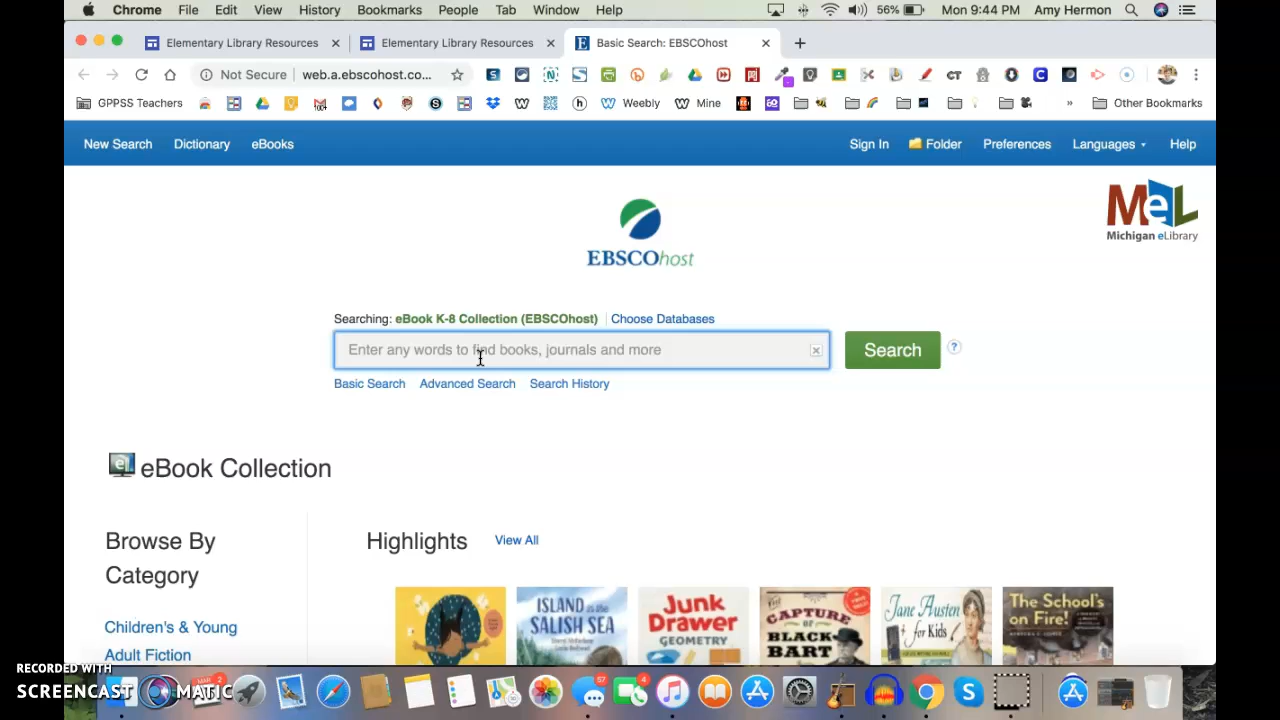 Chrome File Edit View History Bookmarks People Tab Window Help 56% Mon 9:44 PM Amy Hermon
Elementary Library Resources × Elementary Library Resources × E Basic Search: EBSCOhost × +
Not Secure web.a.ebscohost.co...
GPPSS Teachers Weebly Mine » Other Bookmarks
New Search Dictionary eBooks Sign In Folder Preferences Languages Help
MeL
Michigan eLibrary
EBSCOhost
Searching: eBook K-8 Collection (EBSCOhost) Choose Databases
Enter any words to find books, journals and more Search ?
Basic Search Advanced Search Search History
eBook Collection
Browse By
Category
Highlights View All
Children's & Young
Adult Fiction
ISLAND in the
SALISH SEA
Junk
DRAWER
GEOMETRY
The
CAPTURE
OF
BLACK
BART
Jane Austen
for Kids
The School's
on Fire!
RECORDED WITH
SCREENCAST MATIC
57
4